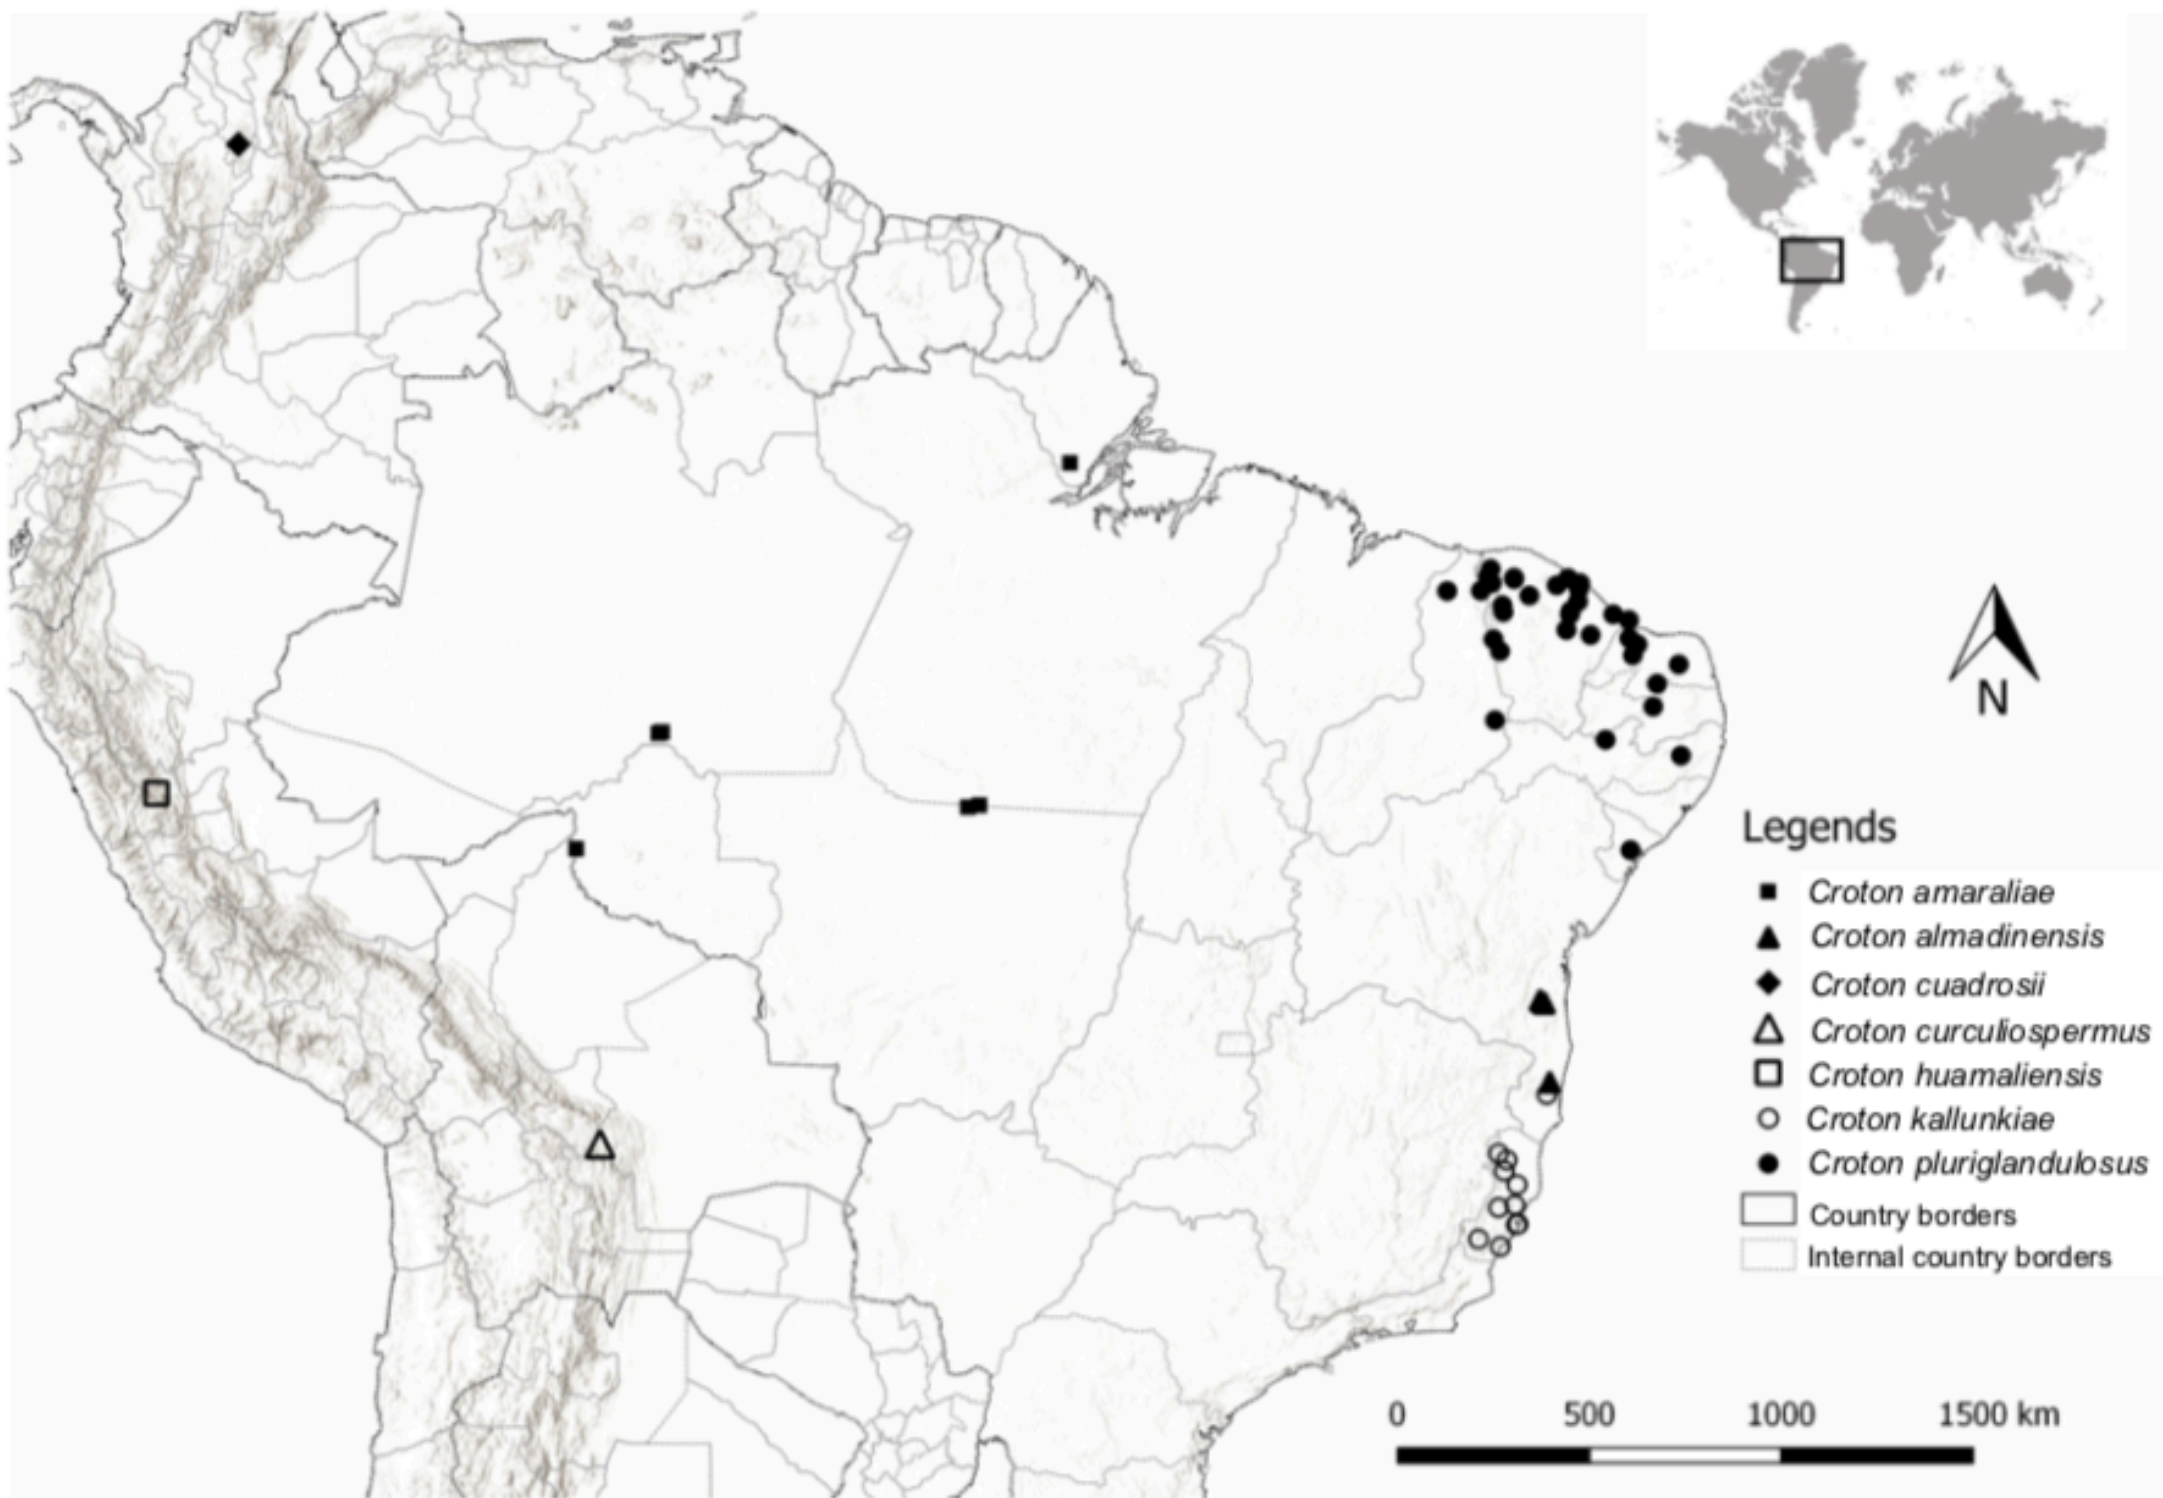 N
Legends
Croton amaraliae
Croton almadinensis
Croton cuadrosii
Croton curculiospermus
Croton huamaliensis
Croton kallunkiae
Croton pluriglandulosus
Country borders
Internal country borders
0 500 1000 1500 km